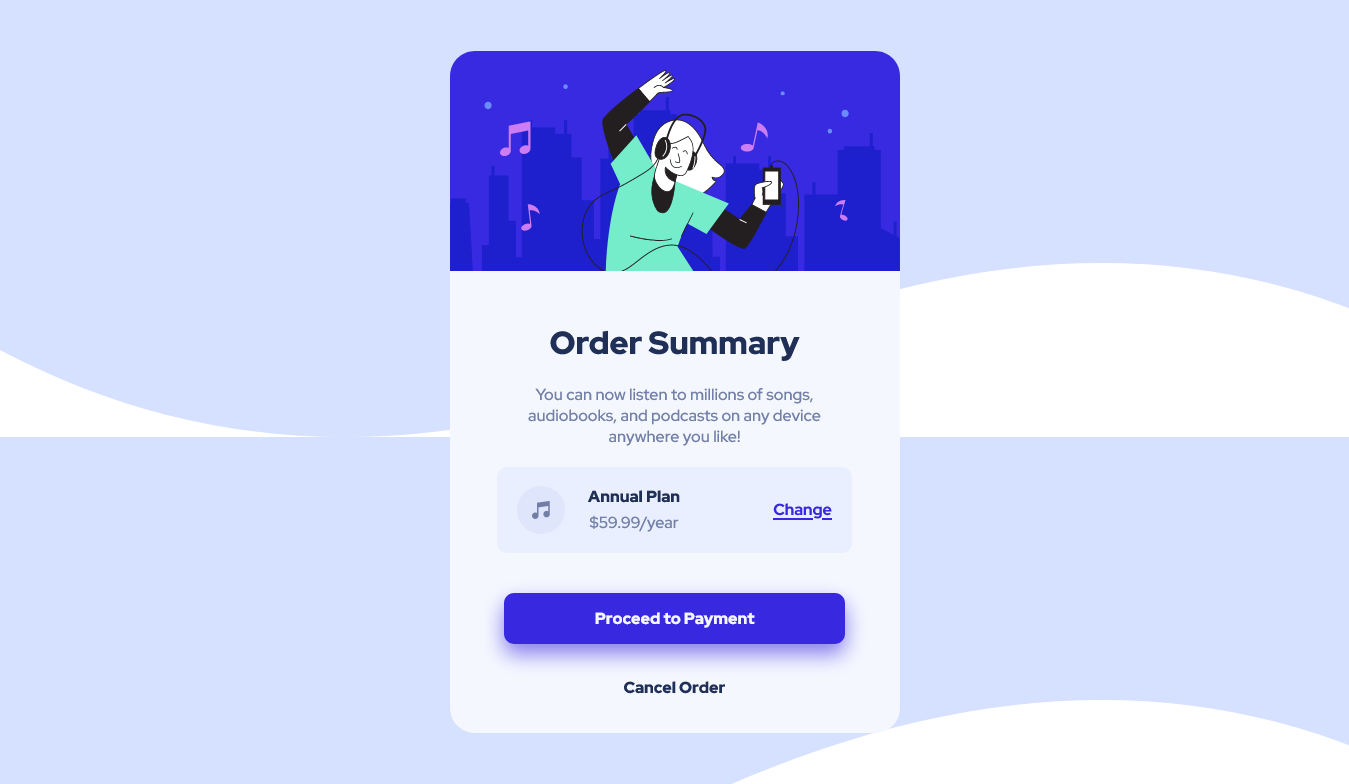 Order Summary
You can now listen to millions of songs,
audiobooks, and podcasts on any device
anywhere you like!
Annual Plan
$59.99/year
Change
Proceed to Payment
Cancel Order